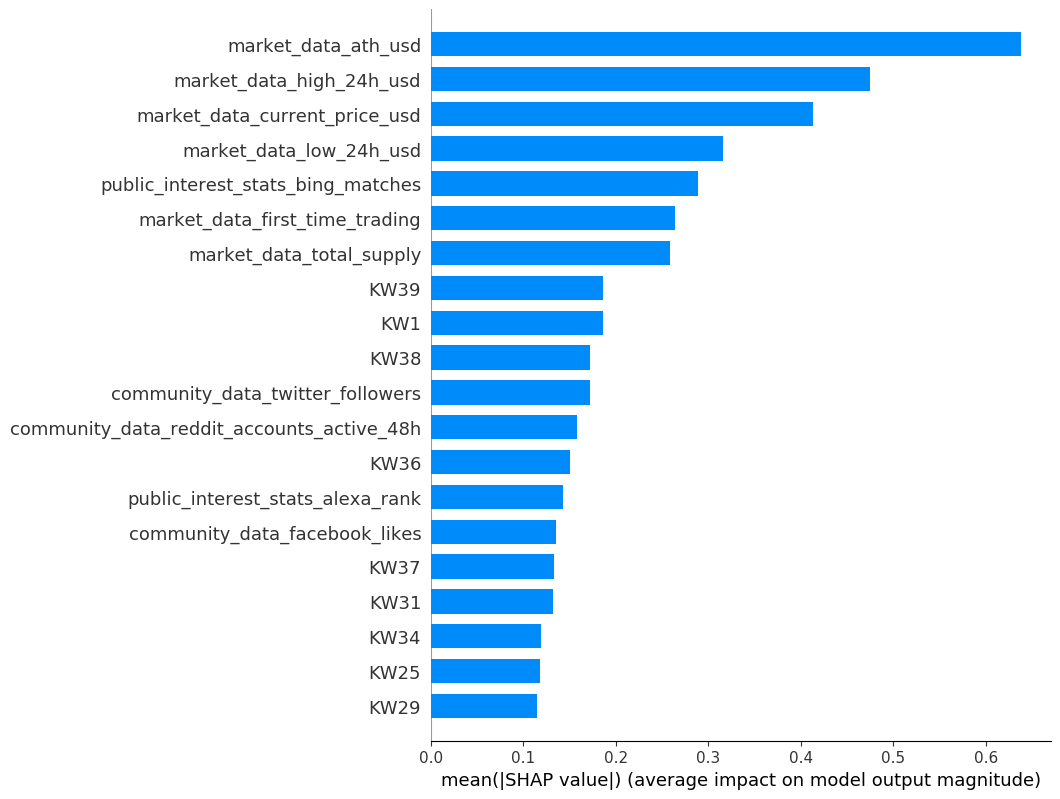 market_data_ath_usd
market_data_high_24h_usd
market_data_current_price_usd
market_data_low_24h_usd
public_interest_stats_bing_matches
market_data_first_time_trading
market_data_total_supply
KW39
KW1
KW38
community_data_twitter_followers
community_data_reddit_accounts_active_48h
KW36
public_interest_stats_alexa_rank
community_data_facebook_likes
KW37
KW31
KW34
KW25
KW29
0.0 0.1 0.2 0.3 0.4 0.5 0.6
mean(|SHAP value|) (average impact on model output magnitude)